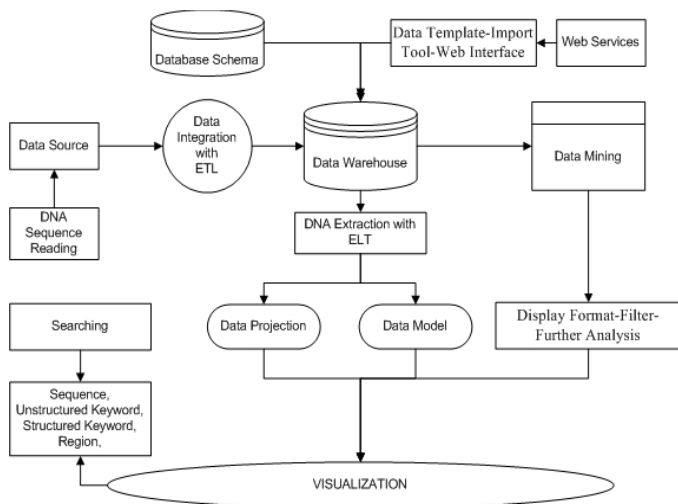 Database Schema
Data Template-Import
Tool-Web Interface
Web Services
Data Source
Data
Integration
with
ETL
Data Warehouse
Data Mining
DNA
Sequence
Reading
DNA Extraction with
ELT
Searching
Data Projection
Data Model
Display Format-Filter-
Further Analysis
Sequence,
Unstructured Keyword,
Structured Keyword,
Region,
VISUALIZATION